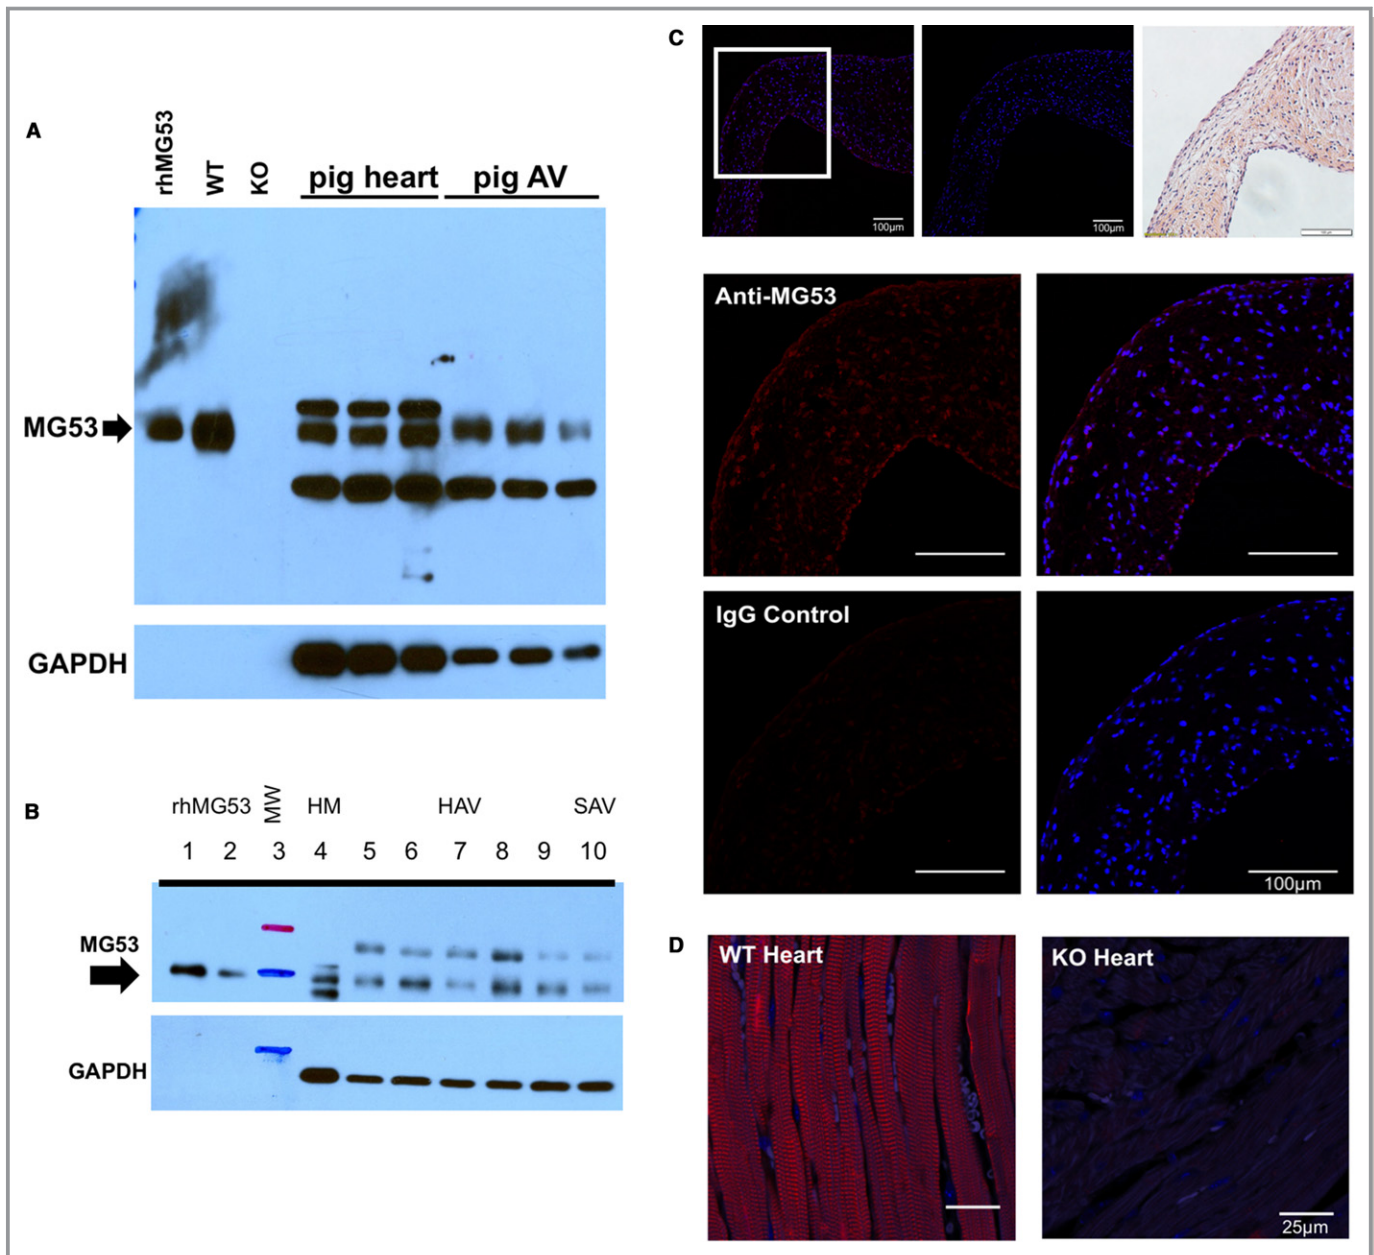 A
rhMG53
WT
KO
pig heart
pig AV
MG53
GAPDH
B
rhMG53
MW
HM
HAV
SAV
1 2 3 4 5 6 7 8 9 10
MG53
GAPDH
C
100μm
100μm
Anti-MG53
IgG Control
100μm
D
WT Heart
KO Heart
25μm